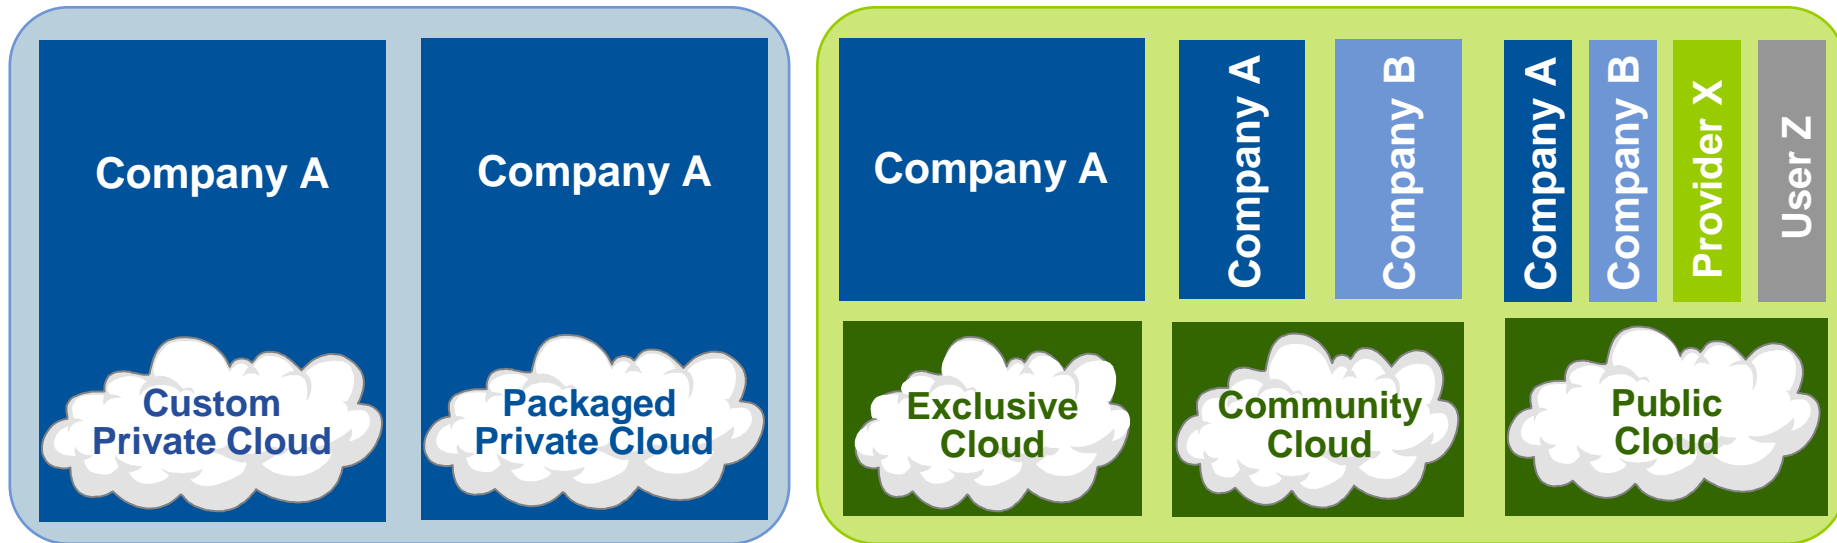 Company A
Custom
Private Cloud
Company A
Packaged
Private Cloud
Company A
Exclusive
Cloud
Company A
Company B
Community
Cloud
Company A
Company B
Provider X
User Z
Public
Cloud